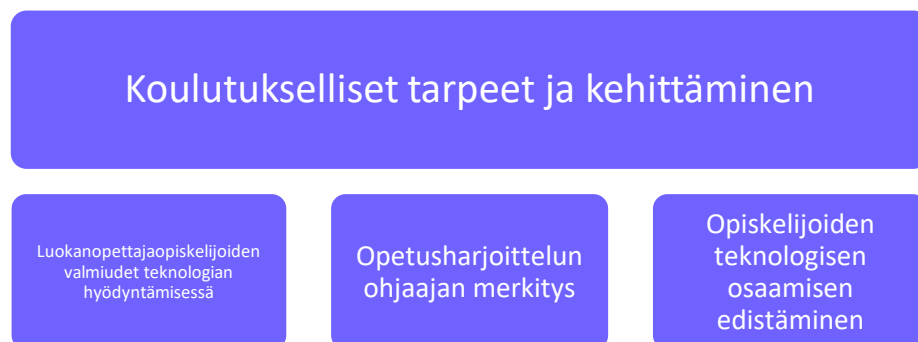 Koulutukselliset tarpeet ja kehittäminen
Luokanopettajaopiskelijoiden
valmiudet teknologian
hyödyntämisessä
Opetusharjoittelun
ohjaajan merkitys
Opiskelijoiden
teknologisen
osaamisen
edistäminen